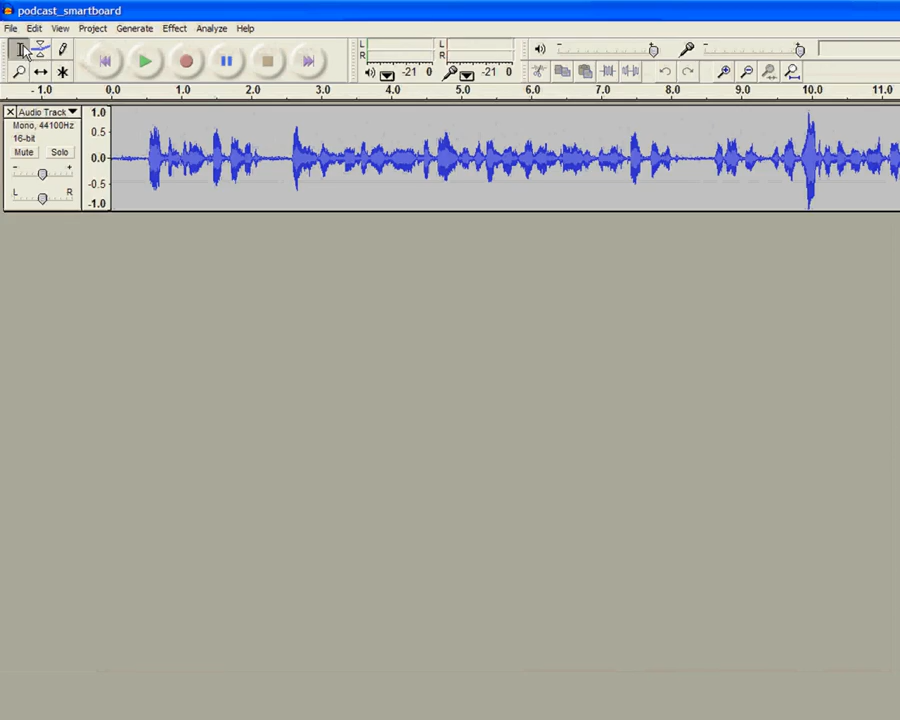 podcast_smartboard
File Edit View Project Generate Effect Analyze Help
L
R
L
R
-21 0
-21 0
- 1.0 0.0 1.0 2.0 3.0 4.0 5.0 6.0 7.0 8.0 9.0 10.0 11.0
Audio Track
Mono, 44100Hz
16-bit
Mute Solo
- +
L R
1.0
0.5
0.0
-0.5
-1.0